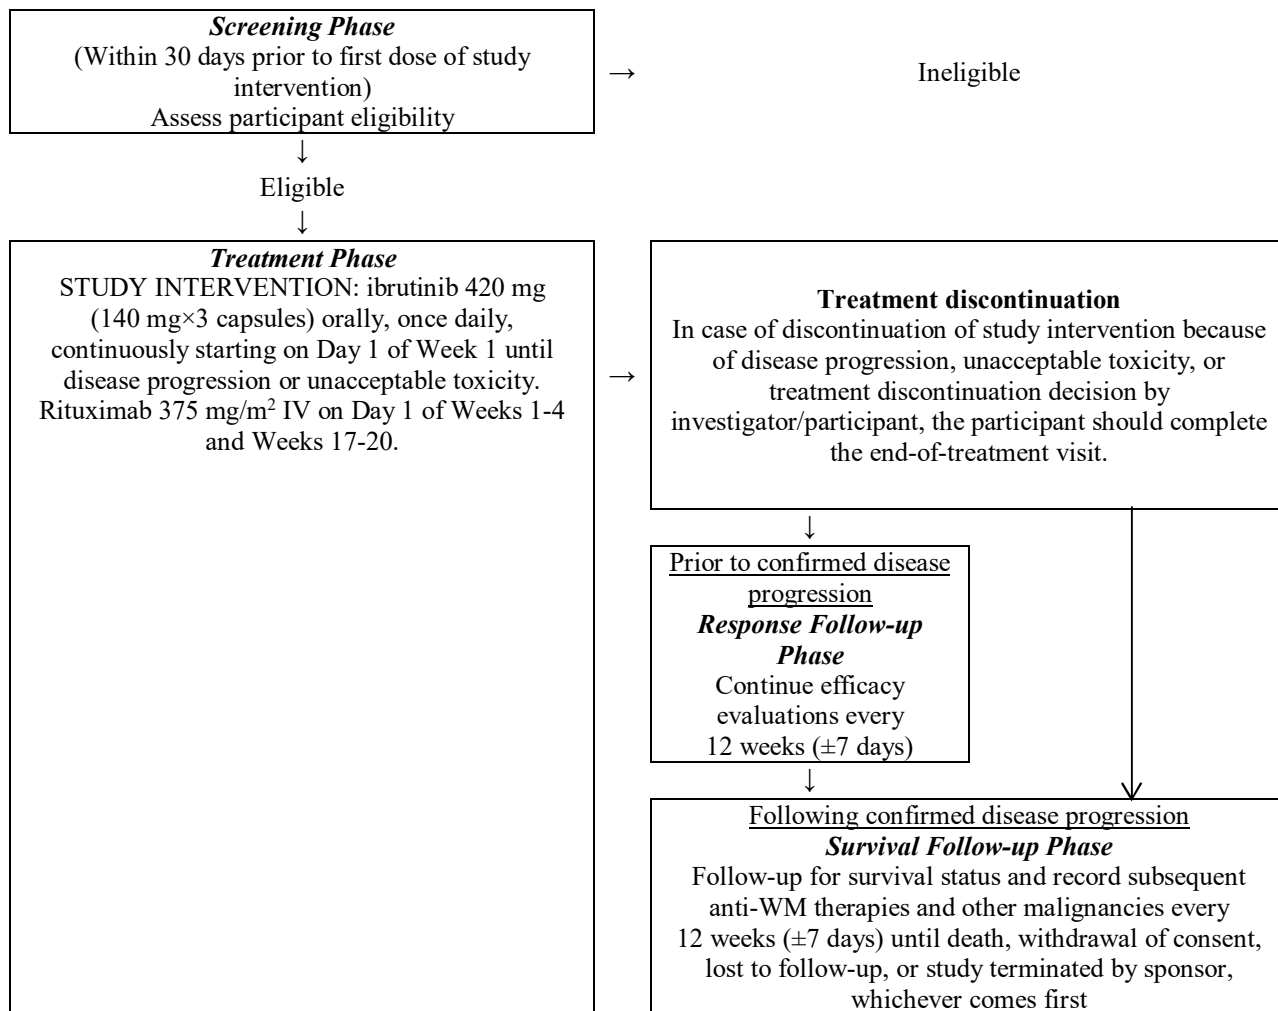 Screening Phase
(Within 30 days prior to first dose of study
intervention)
Assess participant eligibility
→
Ineligible
↓
Eligible
↓
Treatment Phase
STUDY INTERVENTION: ibrutinib 420 mg
(140 mg×3 capsules) orally, once daily,
continuously starting on Day 1 of Week 1 until
disease progression or unacceptable toxicity.
Rituximab 375 mg/m² IV on Day 1 of Weeks 1-4
and Weeks 17-20.
→
Treatment discontinuation
In case of discontinuation of study intervention because
of disease progression, unacceptable toxicity, or
treatment discontinuation decision by
investigator/participant, the participant should complete
the end-of-treatment visit.
↓
Prior to confirmed disease
progression
Response Follow-up
Phase
Continue efficacy
evaluations every
12 weeks (±7 days)
↓
Following confirmed disease progression
Survival Follow-up Phase
Follow-up for survival status and record subsequent
anti-WM therapies and other malignancies every
12 weeks (±7 days) until death, withdrawal of consent,
lost to follow-up, or study terminated by sponsor,
whichever comes first